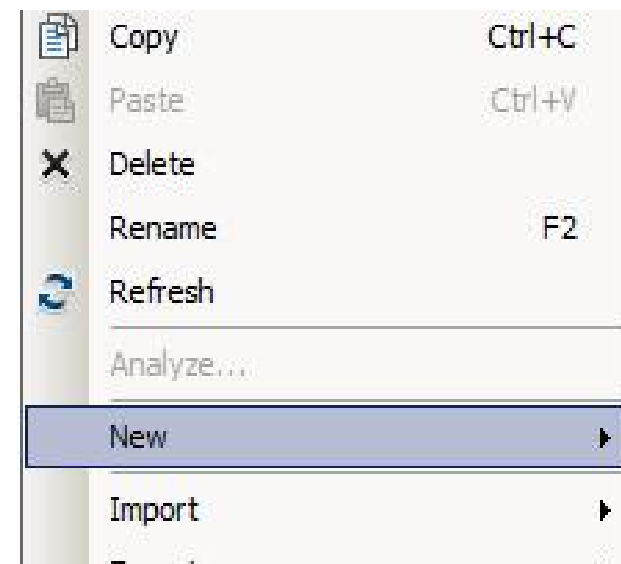 Copy Ctrl+C
Paste Ctrl+V
Delete
Rename F2
Refresh
Analyze...
New
Import